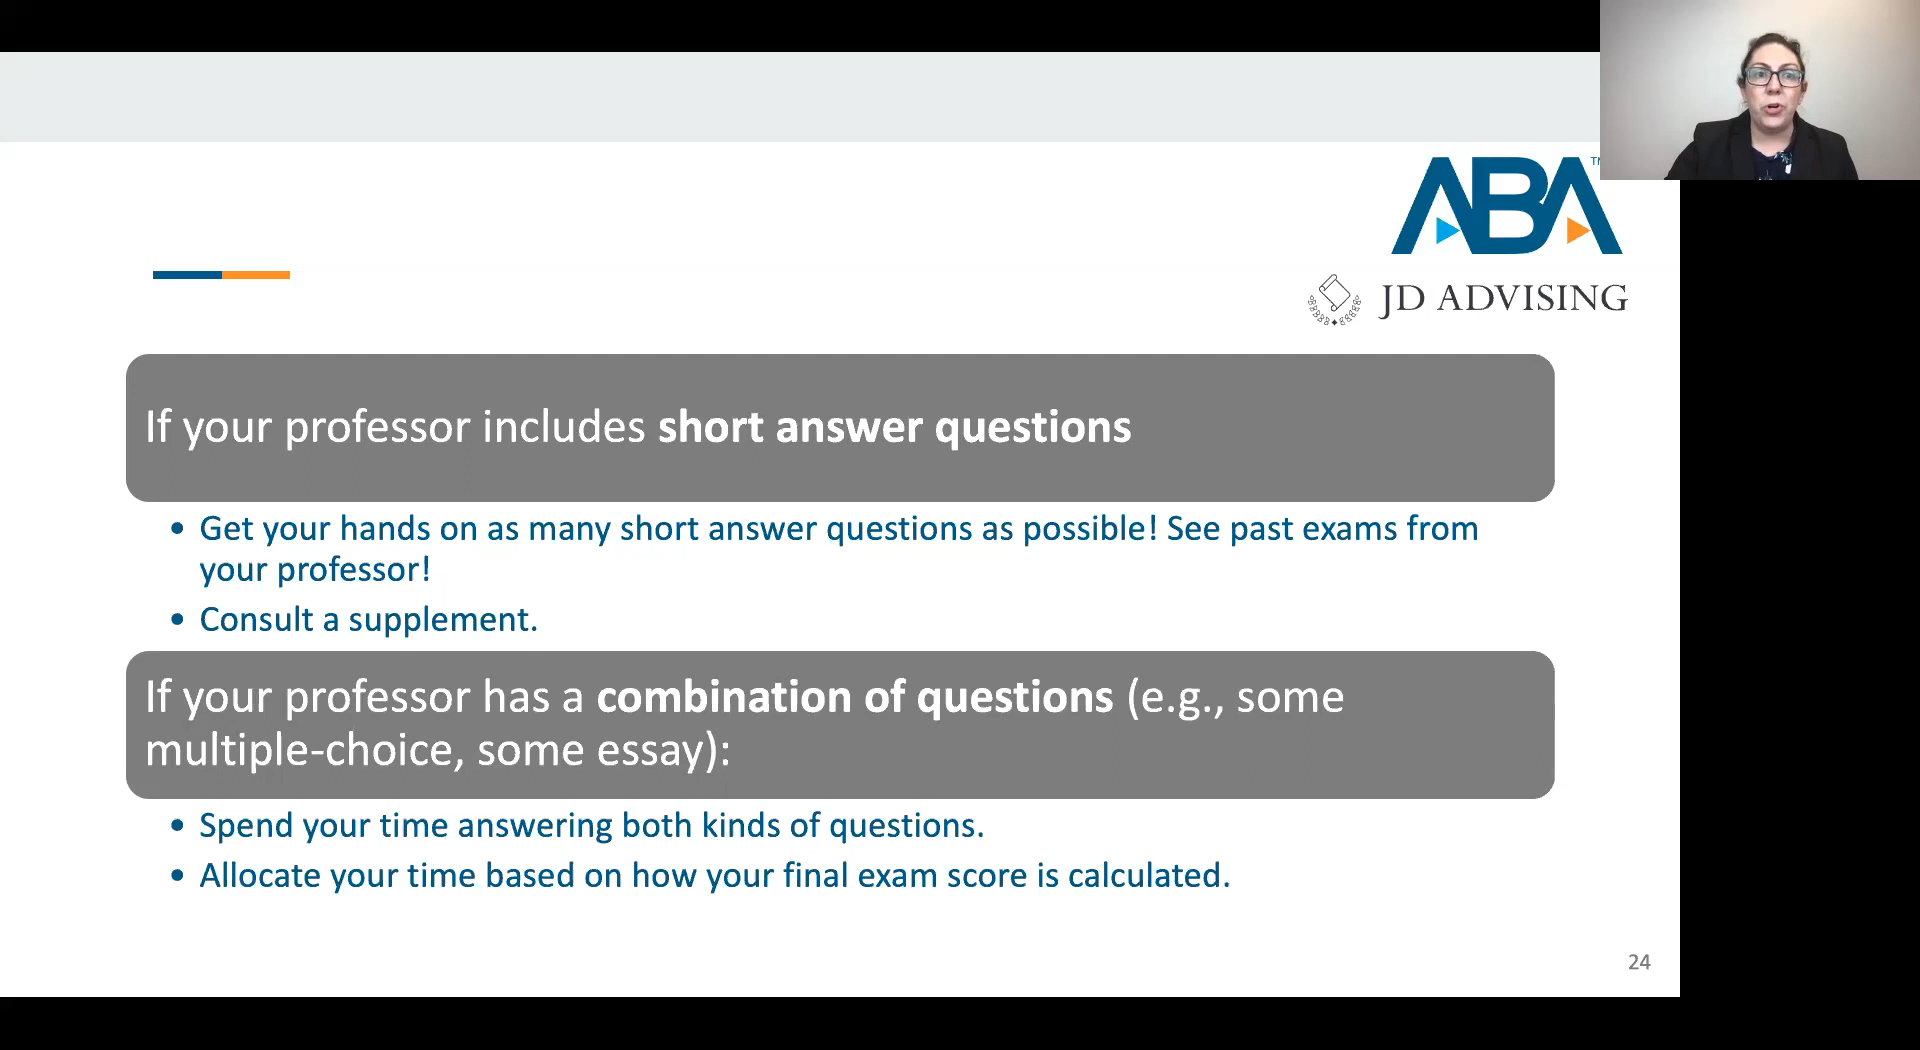 ABA
JD ADVISING
If your professor includes short answer questions
• Get your hands on as many short answer questions as possible! See past exams from
your professor!
• Consult a supplement.
If your professor has a combination of questions (e.g., some
multiple-choice, some essay):
• Spend your time answering both kinds of questions.
• Allocate your time based on how your final exam score is calculated.
24